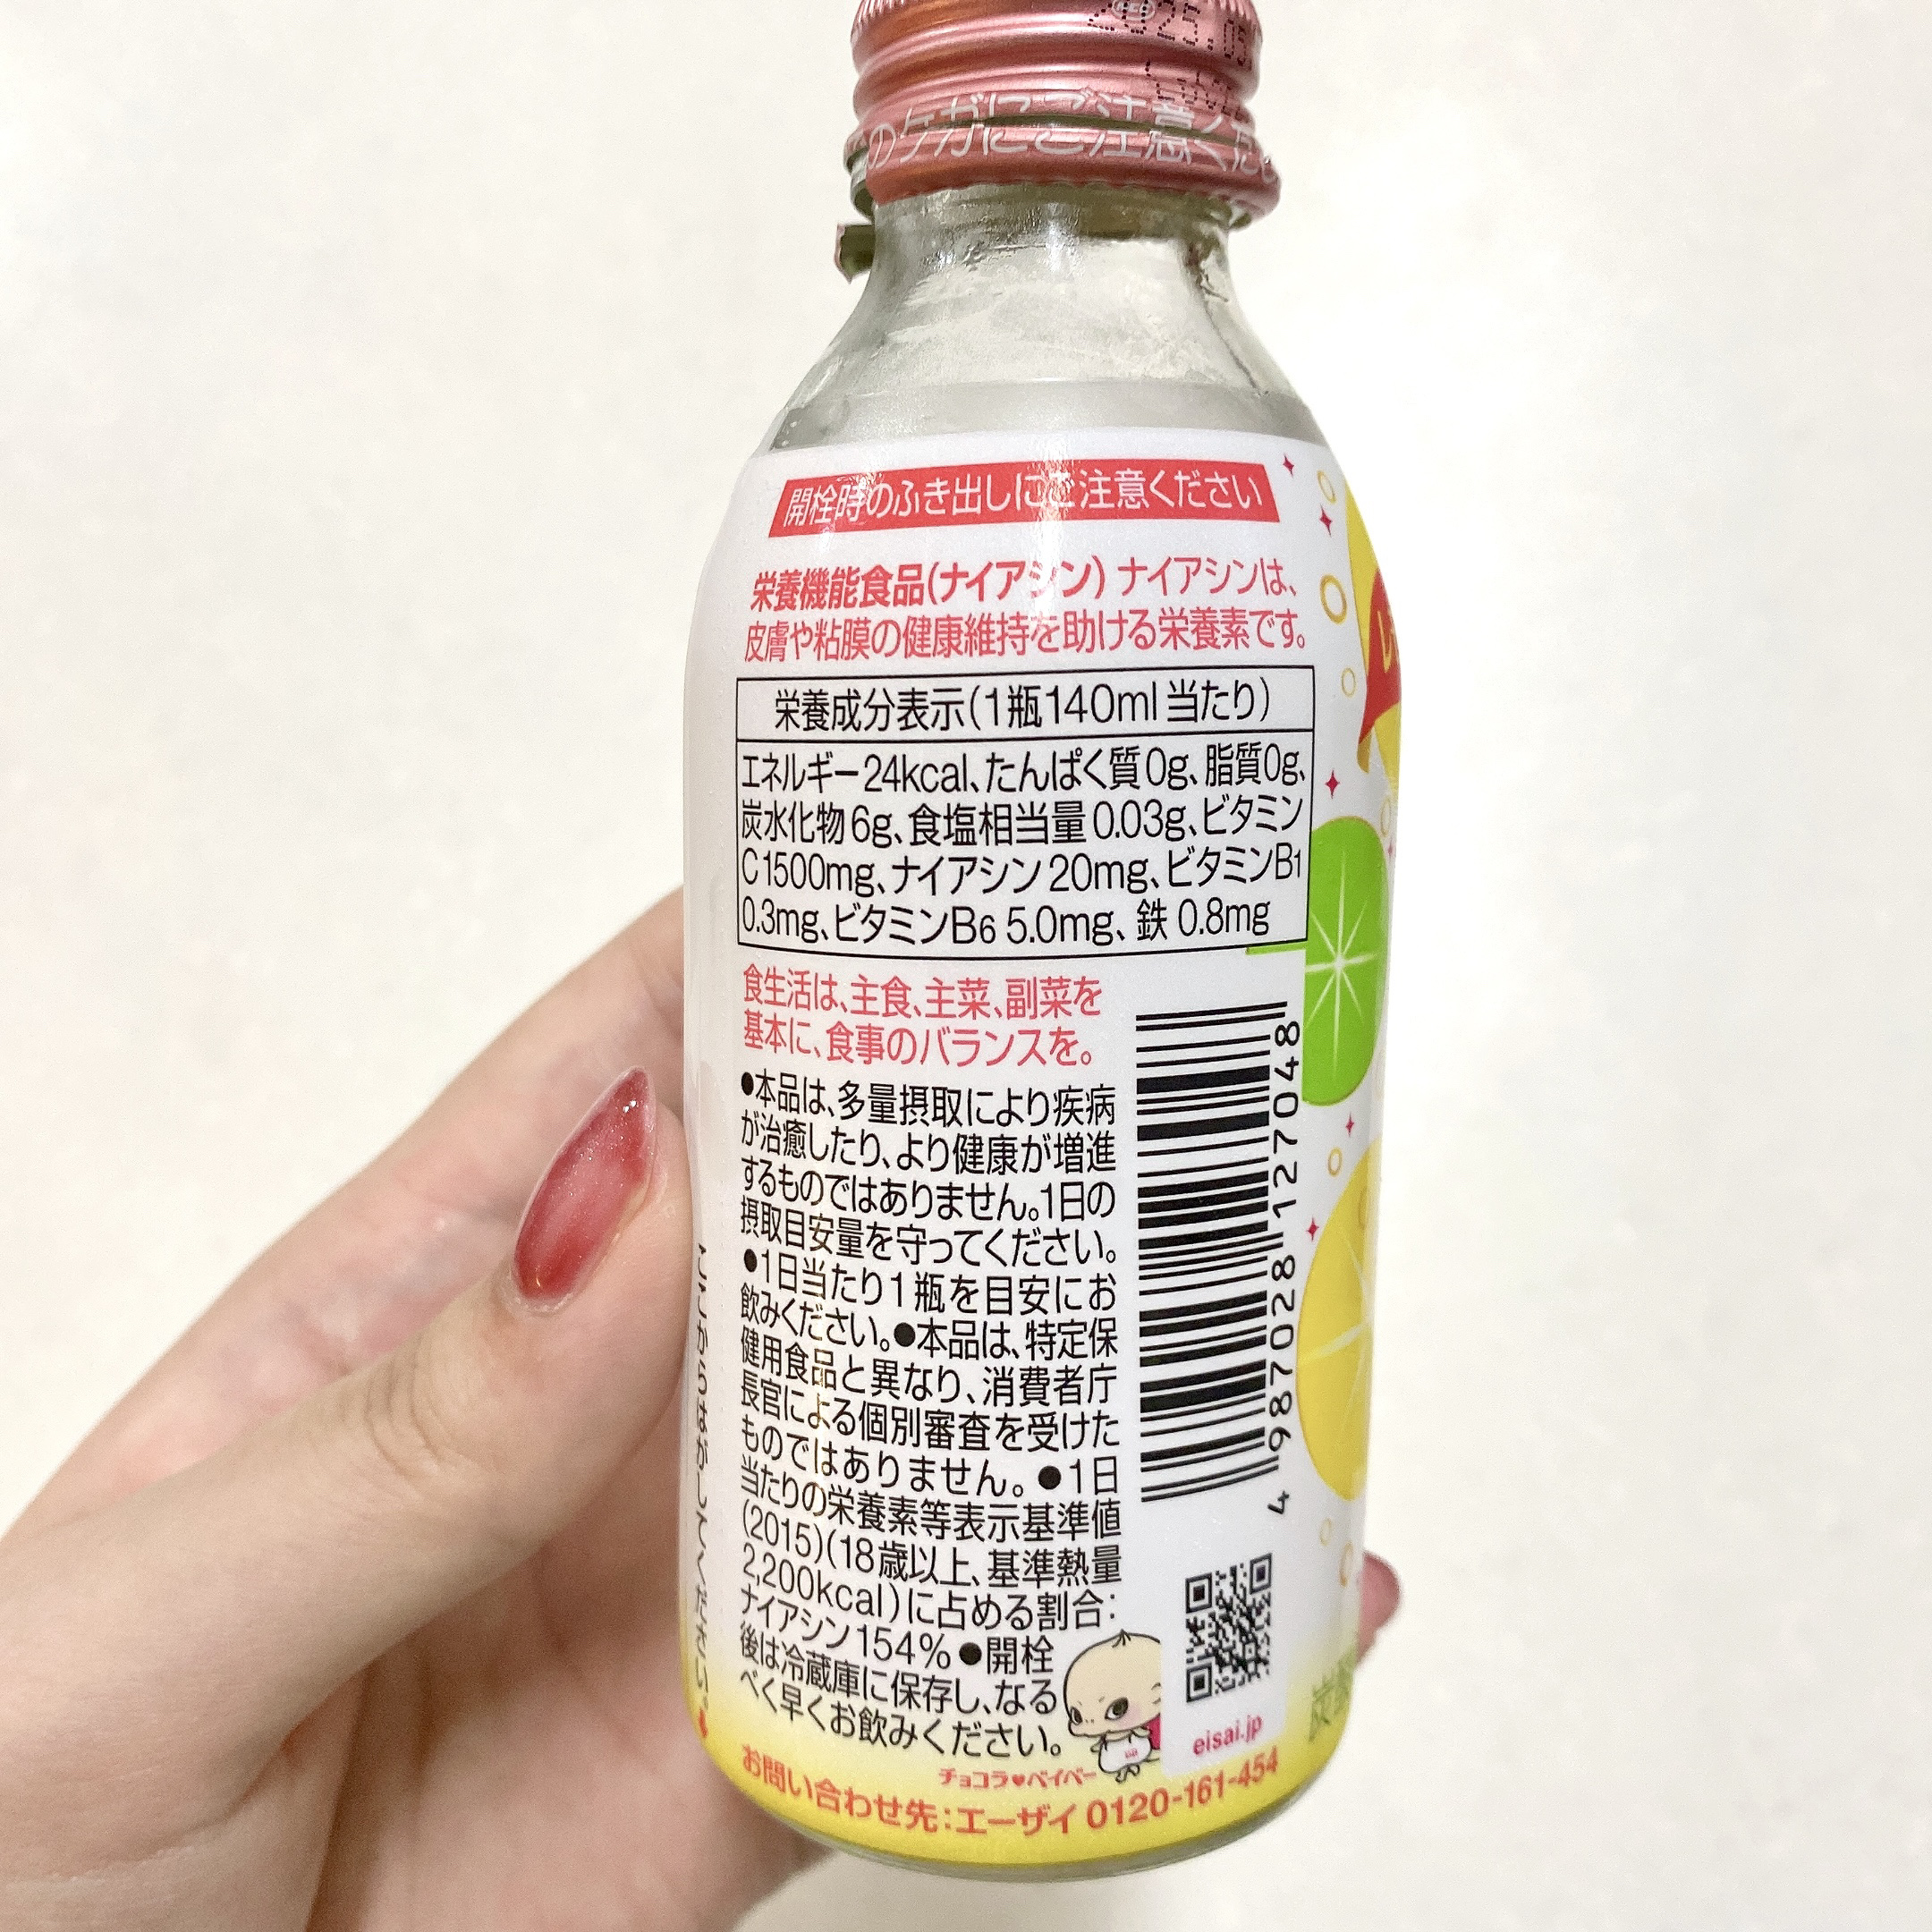 2025.05
のケガにご注意くだ
開栓時のふき出しにご注意ください
栄養機能食品(ナイアシン) ナイアシンは、
皮膚や粘膜の健康維持を助ける栄養素です。
栄養成分表示(1瓶140ml当たり)
エネルギー24kcal、たんぱく質0g、脂質0g、
炭水化物6g、食塩相当量0.03g、ビタミン
C1500mg、ナイアシン20mg、ビタミンB1
0.3mg、ビタミンB6 5.0mg、鉄 0.8mg
食生活は、主食、主菜、副菜を
基本に、食事のバランスを。
●本品は、多量摂取により疾病
が治癒したり、より健康が増進
するものではありません。1日の
摂取目安量を守ってください。
●1日当たり1瓶を目安にお
飲みください。●本品は、特定保
健用食品と異なり、消費者庁
長官による個別審査を受けた
ものではありません。●1日
当たりの栄養素等表示基準値
(2015)(18歳以上、基準熱量
2,200kcal)に占める割合:
ナイアシン154% ●開栓
後は冷蔵庫に保存し、なる
べく早くお飲みください。
チョコラ♥ベイベー
お問い合わせ先:エーザイ 0120-161-454
4 987028 127048
eisai.jp
ここからはがしてください。
炭酸